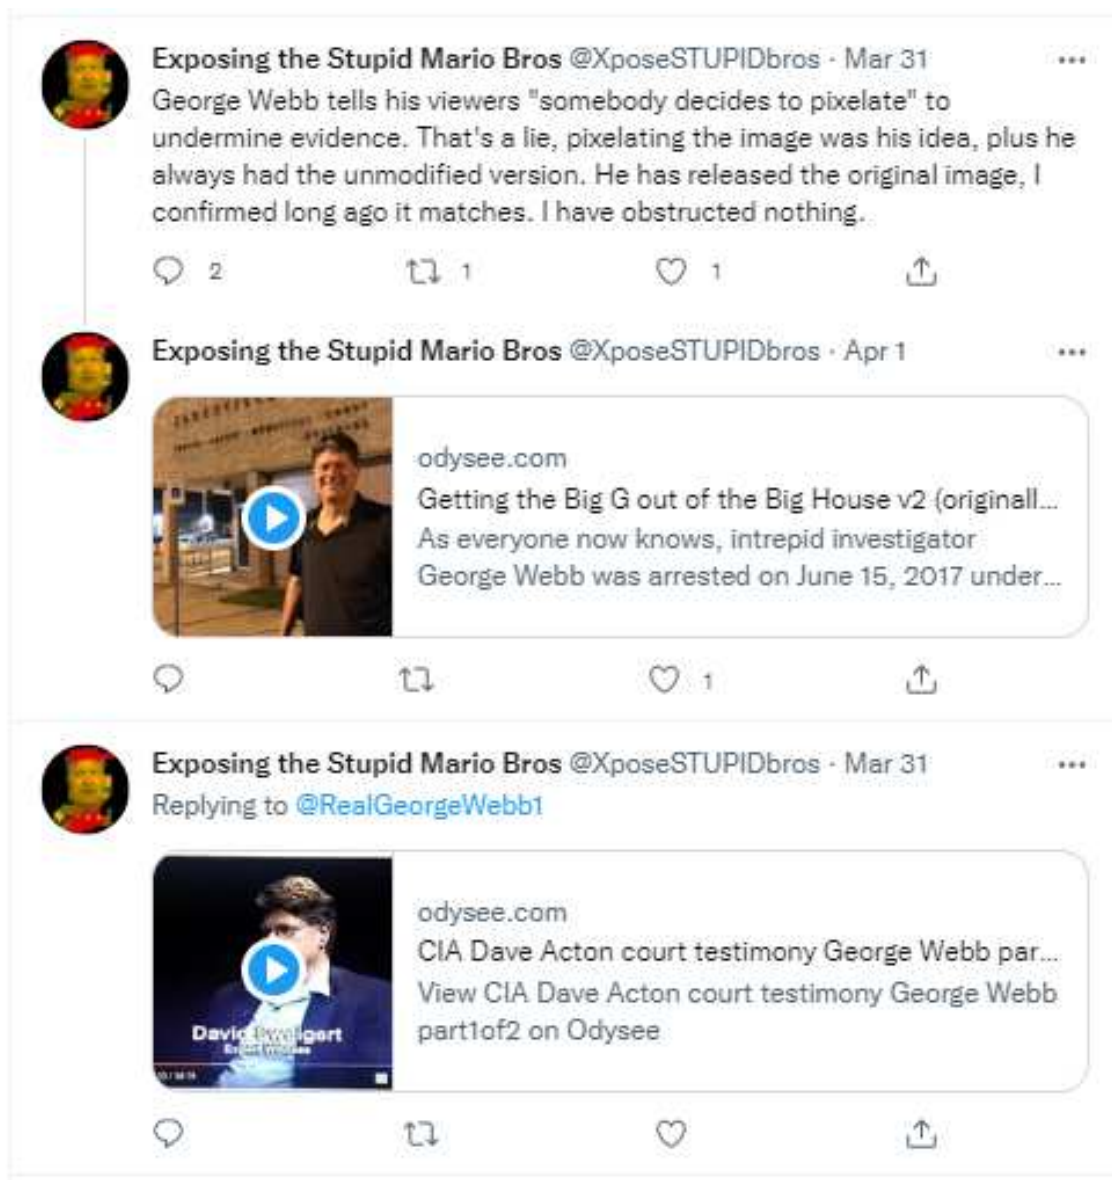 Exposing the Stupid Mario Bros @XposeSTUPIDbros · Mar 31
George Webb tells his viewers "somebody decides to pixelate" to
undermine evidence. That's a lie, pixelating the image was his idea, plus he
always had the unmodified version. He has released the original image, I
confirmed long ago it matches. I have obstructed nothing.
2 1 1
Exposing the Stupid Mario Bros @XposeSTUPIDbros · Apr 1
odysee.com
Getting the Big G out of the Big House v2 (originall...
As everyone now knows, intrepid investigator
George Webb was arrested on June 15, 2017 under...
1
Exposing the Stupid Mario Bros @XposeSTUPIDbros · Mar 31
Replying to @RealGeorgeWebb1
odysee.com
CIA Dave Acton court testimony George Webb par...
View CIA Dave Acton court testimony George Webb
part1of2 on Odysee